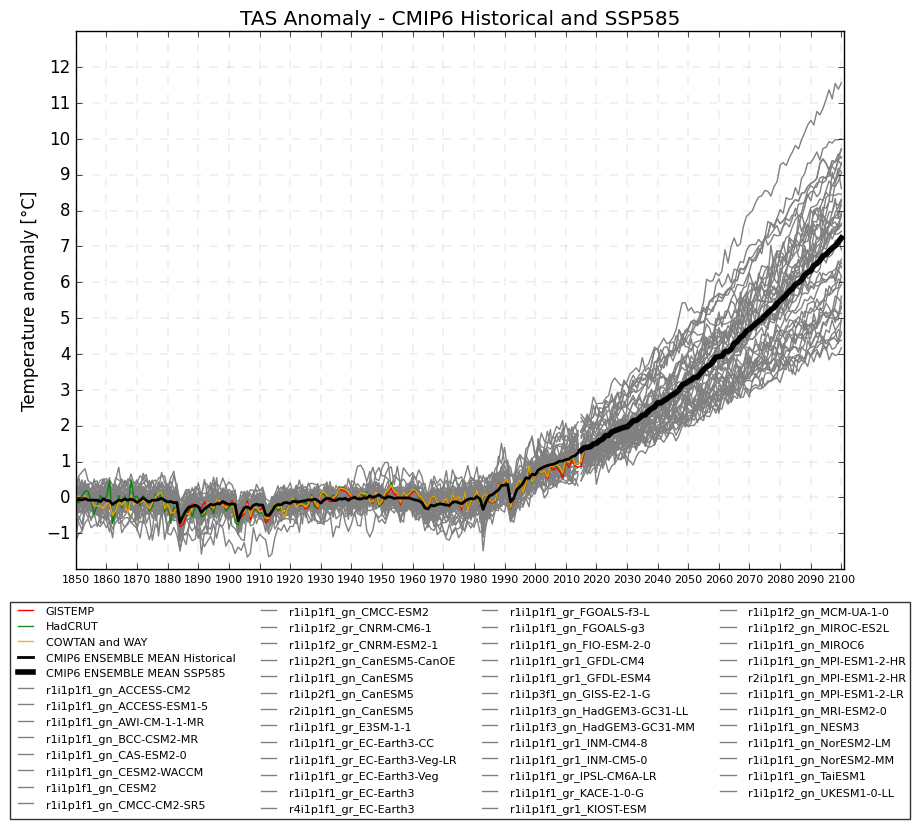 TAS Anomaly - CMIP6 Historical and SSP585
Temperature anomaly [°C]
12
11
10
9
8
7
6
5
4
3
2
1
0
−1
1850 1860 1870 1880 1890 1900 1910 1920 1930 1940 1950 1960 1970 1980 1990 2000 2010 2020 2030 2040 2050 2060 2070 2080 2090 2100
GISTEMP
HadCRUT
COWTAN and WAY
CMIP6 ENSEMBLE MEAN Historical
CMIP6 ENSEMBLE MEAN SSP585
r1i1p1f1_gn_ACCESS-CM2
r1i1p1f1_gn_ACCESS-ESM1-5
r1i1p1f1_gn_AWI-CM-1-1-MR
r1i1p1f1_gn_BCC-CSM2-MR
r1i1p1f1_gn_CAS-ESM2-0
r1i1p1f1_gn_CESM2-WACCM
r1i1p1f1_gn_CESM2
r1i1p1f1_gn_CMCC-CM2-SR5
r1i1p1f1_gn_CMCC-ESM2
r1i1p1f2_gr_CNRM-CM6-1
r1i1p1f2_gr_CNRM-ESM2-1
r1i1p2f1_gn_CanESM5-CanOE
r1i1p1f1_gn_CanESM5
r1i1p2f1_gn_CanESM5
r2i1p1f1_gn_CanESM5
r1i1p1f1_gr_E3SM-1-1
r1i1p1f1_gr_EC-Earth3-CC
r1i1p1f1_gr_EC-Earth3-Veg-LR
r1i1p1f1_gr_EC-Earth3-Veg
r1i1p1f1_gr_EC-Earth3
r4i1p1f1_gr_EC-Earth3
r1i1p1f1_gr_FGOALS-f3-L
r1i1p1f1_gn_FGOALS-g3
r1i1p1f1_gn_FIO-ESM-2-0
r1i1p1f1_gr1_GFDL-CM4
r1i1p1f1_gr1_GFDL-ESM4
r1i1p3f1_gn_GISS-E2-1-G
r1i1p1f3_gn_HadGEM3-GC31-LL
r1i1p1f3_gn_HadGEM3-GC31-MM
r1i1p1f1_gr1_INM-CM4-8
r1i1p1f1_gr1_INM-CM5-0
r1i1p1f1_gr_IPSL-CM6A-LR
r1i1p1f1_gr_KACE-1-0-G
r1i1p1f1_gr1_KIOST-ESM
r1i1p1f2_gn_MCM-UA-1-0
r1i1p1f2_gn_MIROC-ES2L
r1i1p1f1_gn_MIROC6
r1i1p1f1_gn_MPI-ESM1-2-HR
r2i1p1f1_gn_MPI-ESM1-2-HR
r1i1p1f1_gn_MPI-ESM1-2-LR
r1i1p1f1_gn_MRI-ESM2-0
r1i1p1f1_gn_NESM3
r1i1p1f1_gn_NorESM2-LM
r1i1p1f1_gn_NorESM2-MM
r1i1p1f1_gn_TaiESM1
r1i1p1f2_gn_UKESM1-0-LL